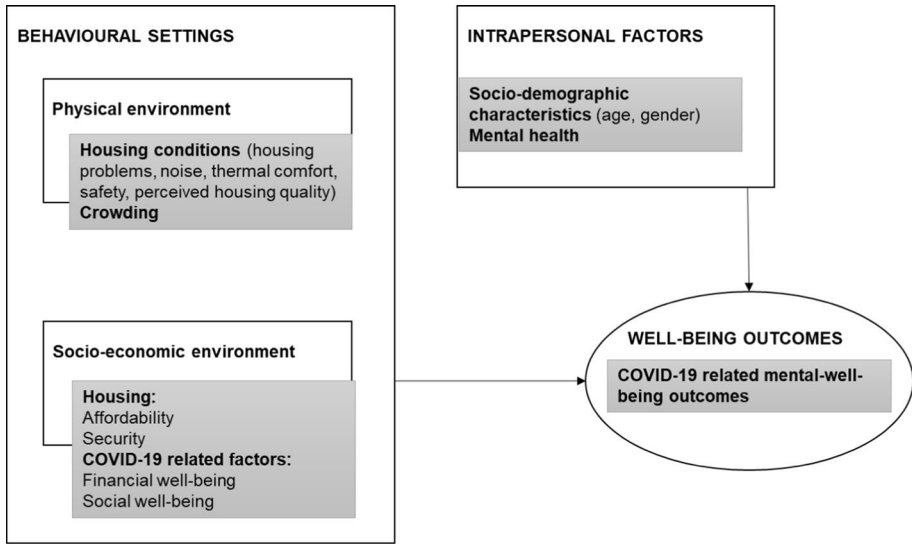 BEHAVIOURAL SETTINGS
Physical environment
Housing conditions (housing
problems, noise, thermal comfort,
safety, perceived housing quality)
Crowding
Socio-economic environment
Housing:
Affordability
Security
COVID-19 related factors:
Financial well-being
Social well-being
INTRAPERSONAL FACTORS
Socio-demographic
characteristics (age, gender)
Mental health
WELL-BEING OUTCOMES
COVID-19 related mental-well-
being outcomes